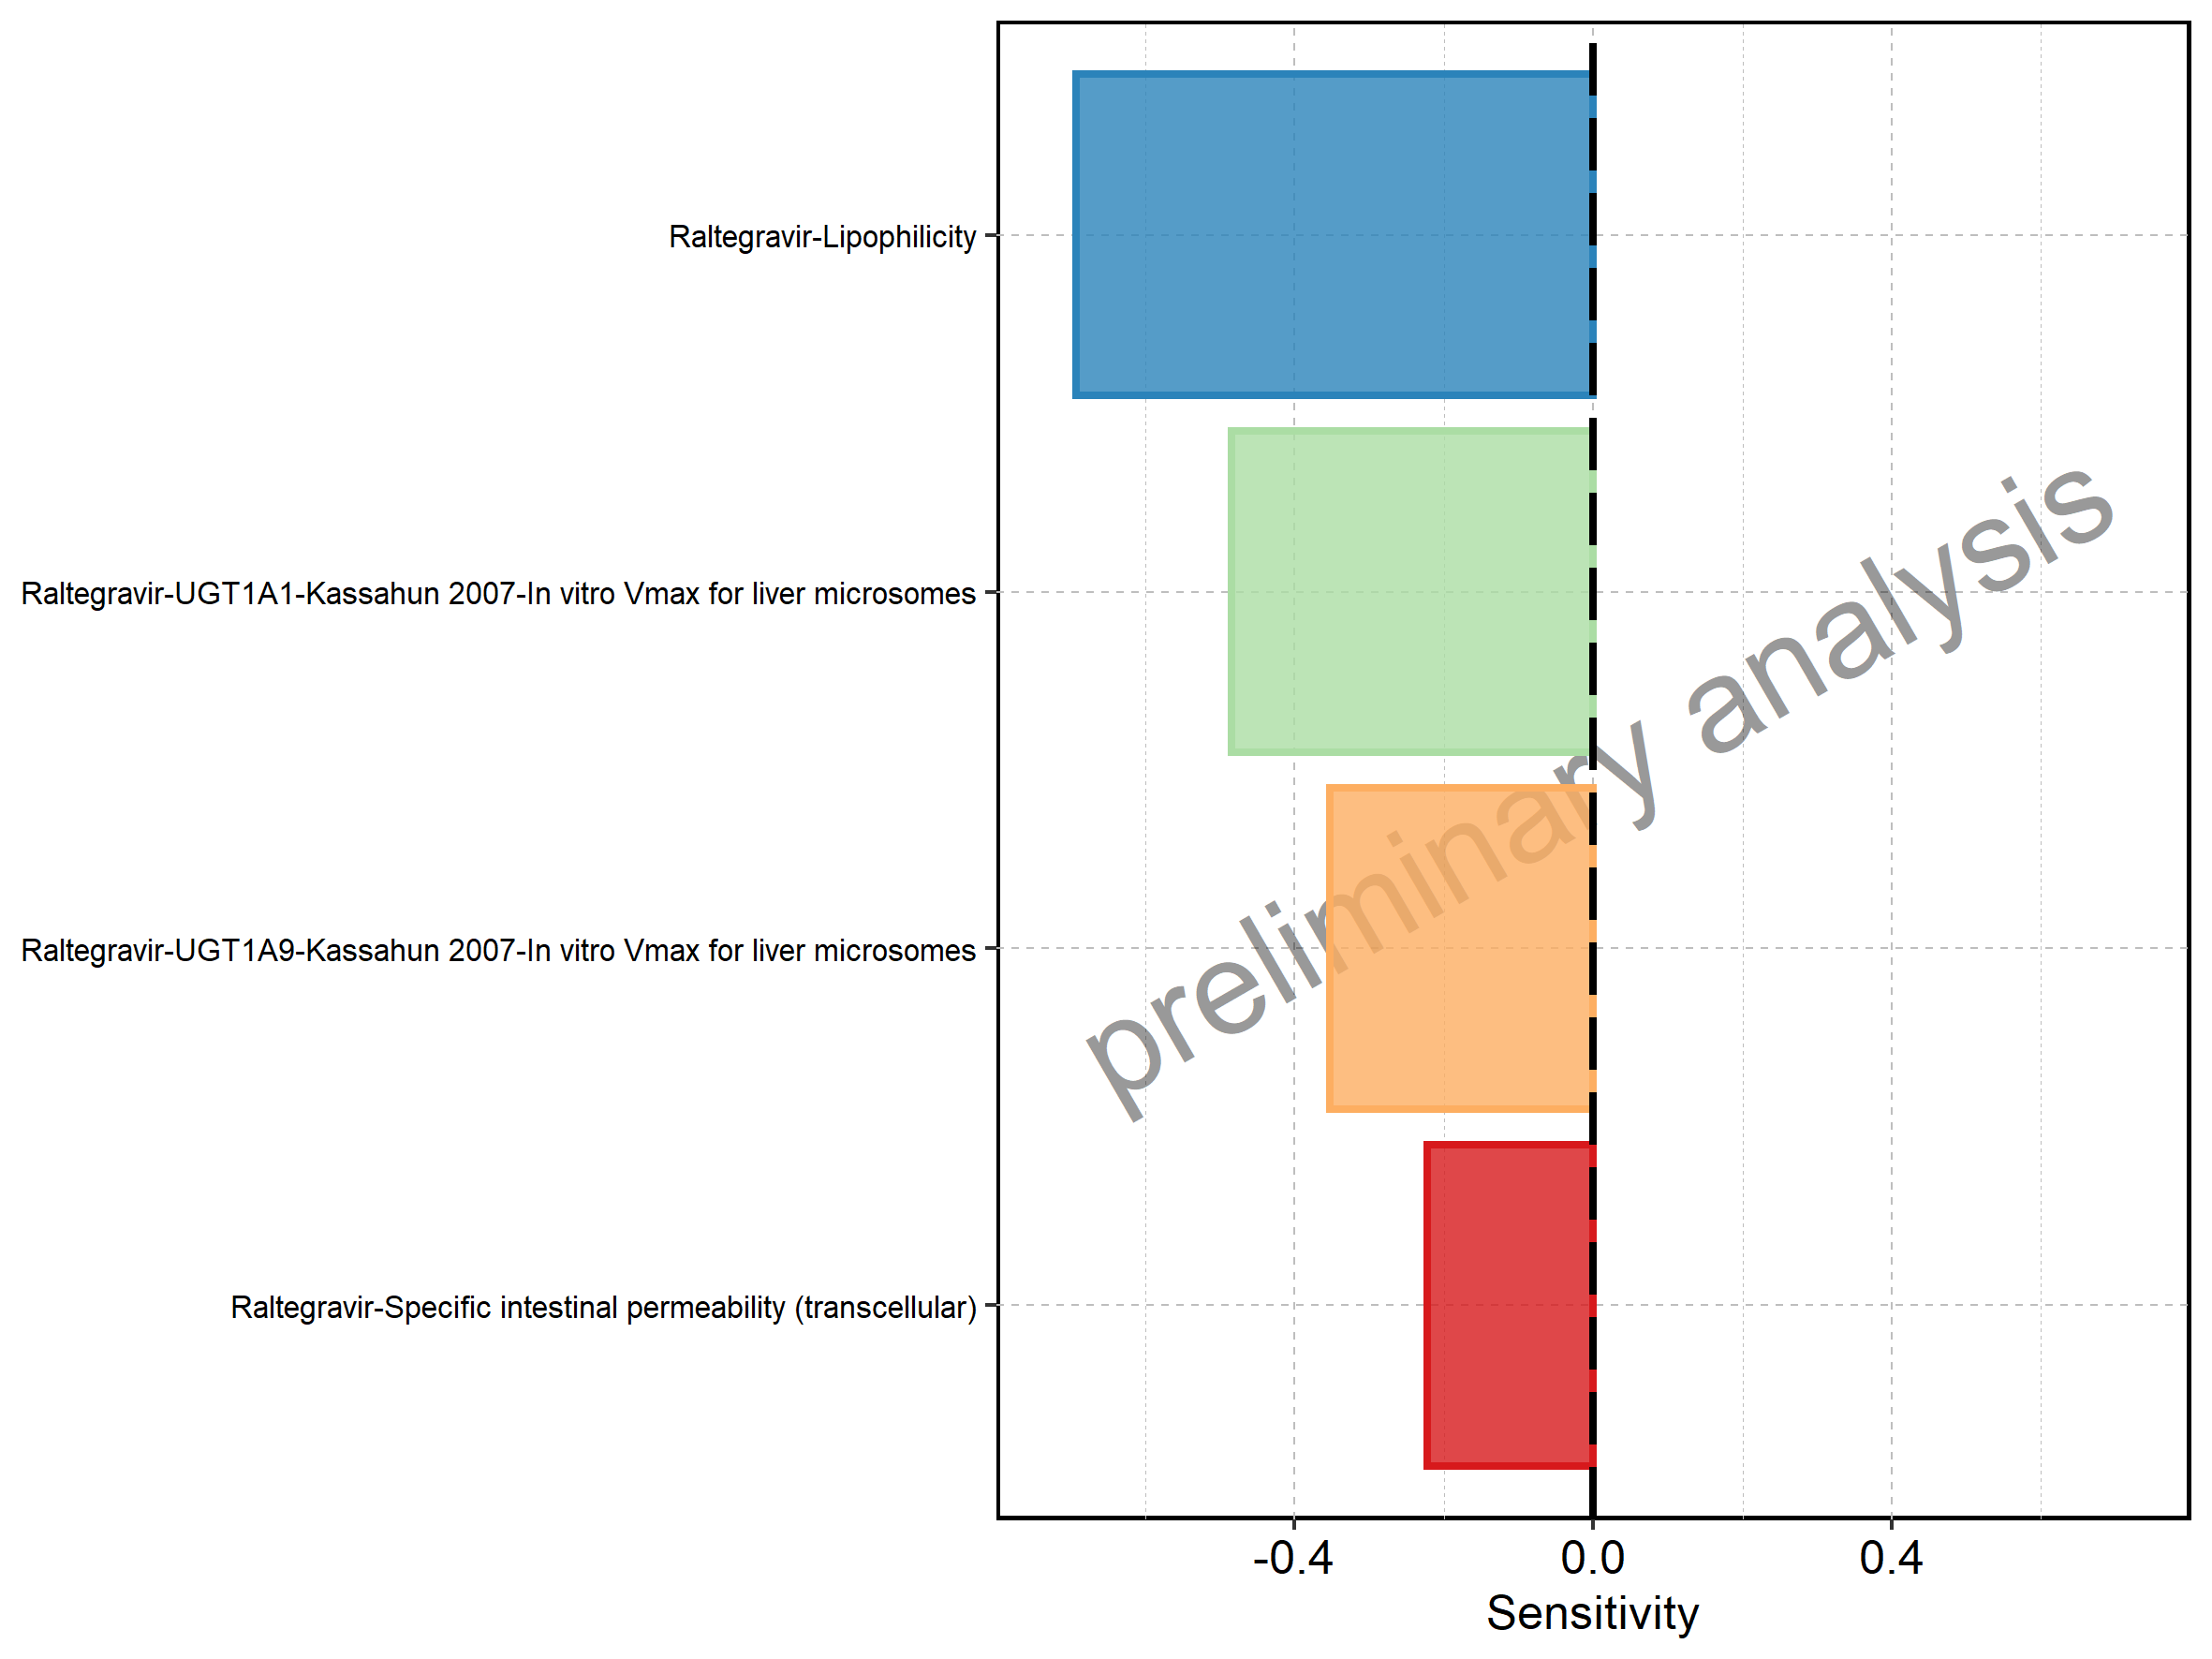 Raltegravir-Lipophilicity
Raltegravir-UGT1A1-Kassahun 2007-In vitro Vmax for liver microsomes
Raltegravir-UGT1A9-Kassahun 2007-In vitro Vmax for liver microsomes
Raltegravir-Specific intestinal permeability (transcellular)
preliminary analysis
-0.4 0.0 0.4
Sensitivity